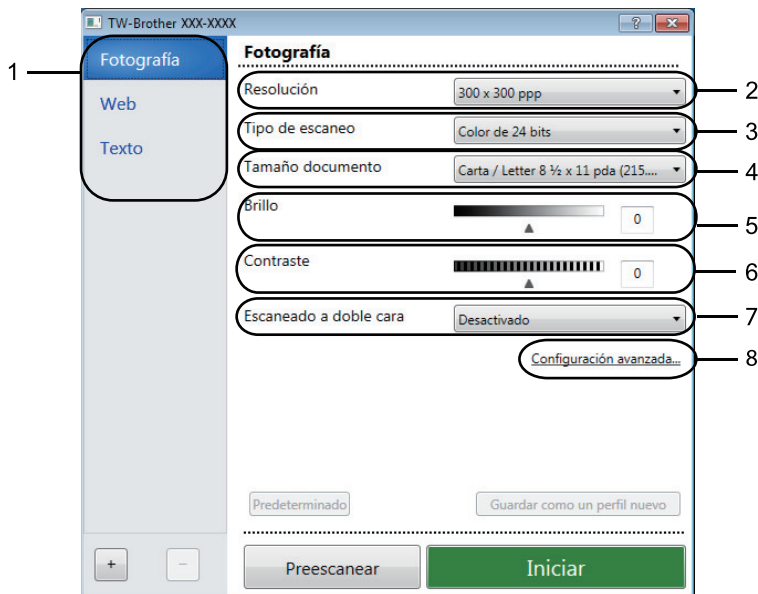 TW-Brother XXX-XXXX
?
x
1
Fotografía
Web
Texto
Fotografía
Resolución
300 x 300 ppp
2
Tipo de escaneo
Color de 24 bits
3
Tamaño documento
Carta / Letter 8 ½ x 11 pda (215....
4
Brillo
0
5
Contraste
0
6
Escaneado a doble cara
Desactivado
7
Configuración avanzada...
8
Predeterminado
Guardar como un perfil nuevo
+
−
Preescanear
Iniciar